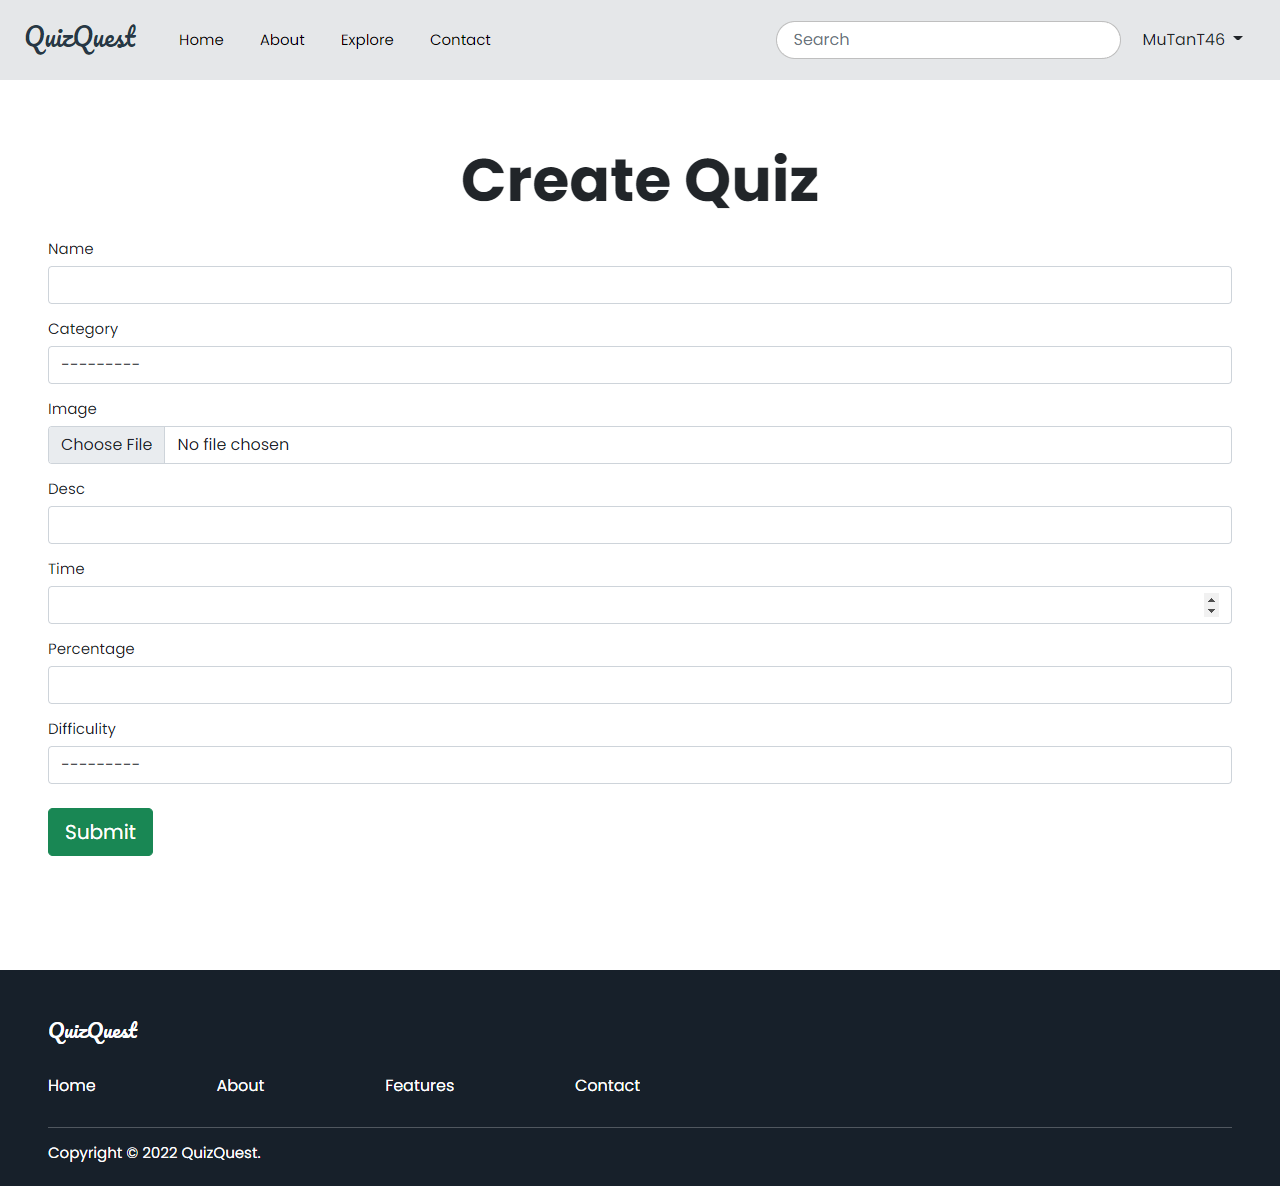 QuizQuest Home About Explore Contact Search MuTanT46
Create Quiz
Name
Category
---------
Image
Choose File No file chosen
Desc
Time
Percentage
Difficulity
---------
Submit
QuizQuest
Home About Features Contact
Copyright © 2022 QuizQuest.